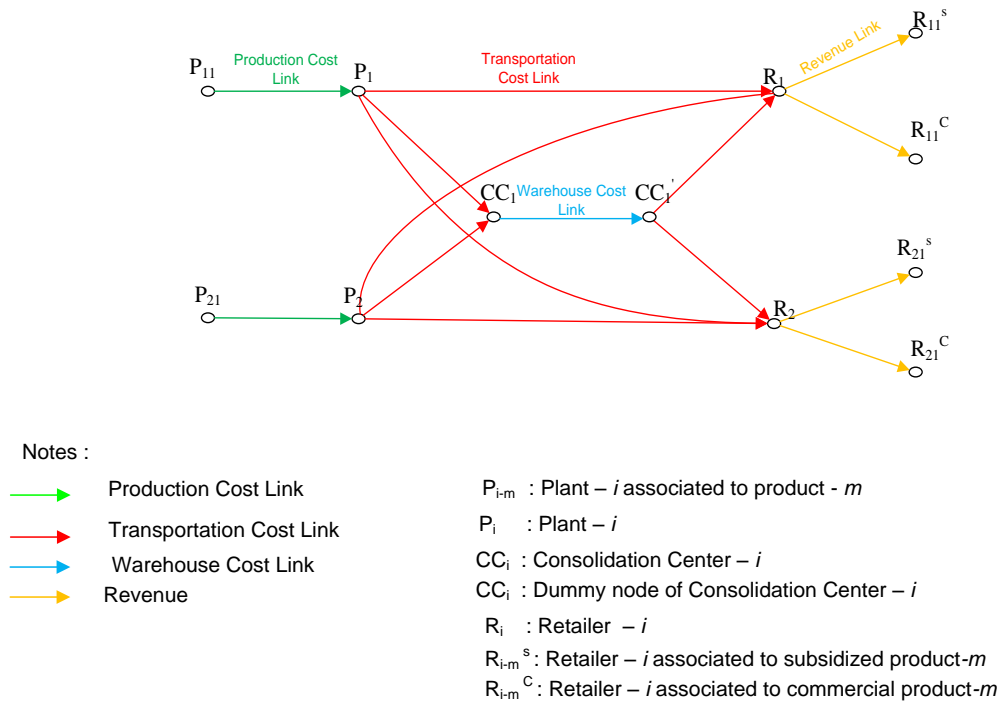 R₁₁ˢ
Production Cost
Link
Transportation
Cost Link
Revenue Link
P₁₁
P₁
R₁
R₁₁ᶜ
CC₁
Warehouse Cost
Link
CC₁'
R₂₁ˢ
P₂₁
P₂
R₂
R₂₁ᶜ
Notes :
Production Cost Link
Transportation Cost Link
Warehouse Cost Link
Revenue
Pi-m : Plant – i associated to product - m
Pi : Plant – i
CCi : Consolidation Center – i
CCi : Dummy node of Consolidation Center – i
Ri : Retailer – i
Ri-m ˢ : Retailer – i associated to subsidized product-m
Ri-m ᶜ : Retailer – i associated to commercial product-m